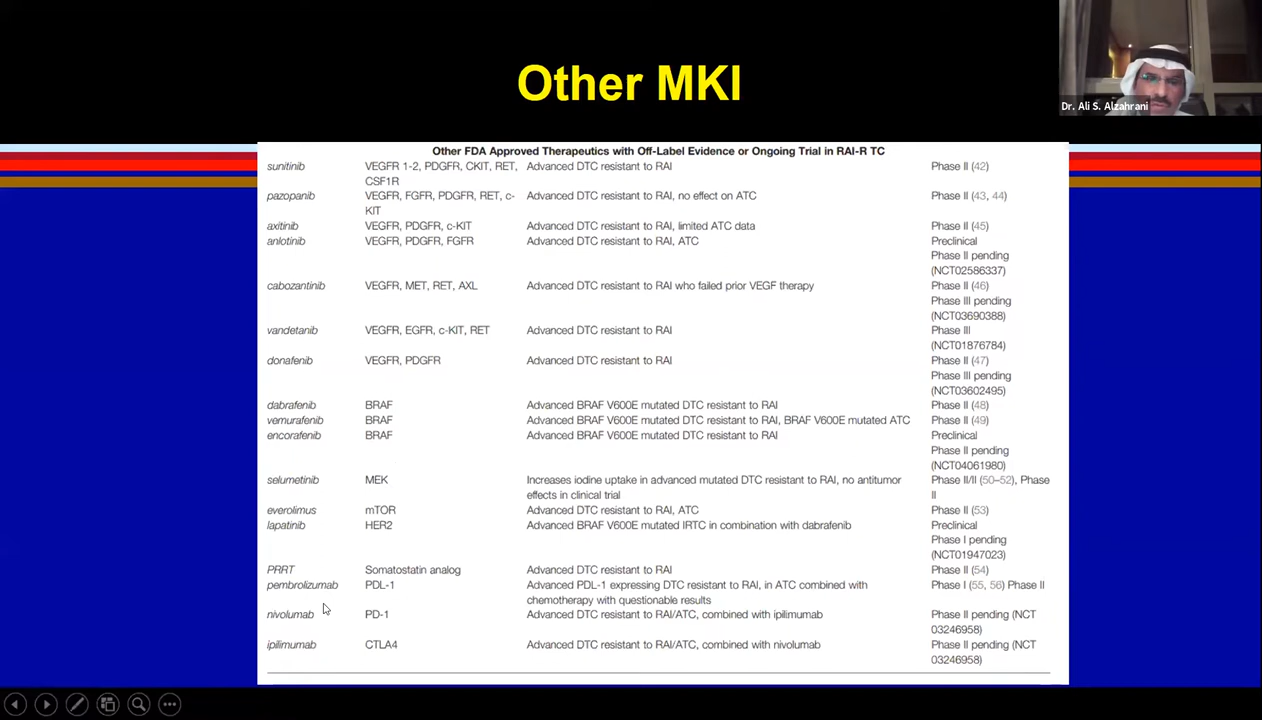 Other MKI
Dr. Ali S. Alzahrani
Other FDA Approved Therapeutics with Off-Label Evidence or Ongoing Trial in RAI-R TC
sunitinib VEGFR 1-2, PDGFR, CKIT, RET, Advanced DTC resistant to RAI Phase II (42)
CSF1R
pazopanib VEGFR, FGFR, PDGFR, RET, c- Advanced DTC resistant to RAI, no effect on ATC Phase II (43, 44)
KIT
axitinib VEGFR, PDGFR, c-KIT Advanced DTC resistant to RAI, limited ATC data Phase II (45)
anlotinib VEGFR, PDGFR, FGFR Advanced DTC resistant to RAI, ATC Preclinical
Phase II pending
(NCT02586337)
cabozantinib VEGFR, MET, RET, AXL Advanced DTC resistant to RAI who failed prior VEGF therapy Phase II (46)
Phase III pending
(NCT03690388)
vandetanib VEGFR, EGFR, c-KIT, RET Advanced DTC resistant to RAI Phase III
(NCT01876784)
donafenib VEGFR, PDGFR Advanced DTC resistant to RAI Phase II (47)
Phase III pending
(NCT03602495)
dabrafenib BRAF Advanced BRAF V600E mutated DTC resistant to RAI Phase II (48)
vemurafenib BRAF Advanced BRAF V600E mutated DTC resistant to RAI, BRAF V600E mutated ATC Phase II (49)
encorafenib BRAF Advanced BRAF V600E mutated DTC resistant to RAI Preclinical
Phase II pending
(NCT04061980)
selumetinib MEK Increases iodine uptake in advanced mutated DTC resistant to RAI, no antitumor Phase II/II (50–52), Phase
effects in clinical trial II
everolimus mTOR Advanced DTC resistant to RAI, ATC Phase II (53)
lapatinib HER2 Advanced BRAF V600E mutated IRTC in combination with dabrafenib Preclinical
Phase I pending
(NCT01947023)
PRRT Somatostatin analog Advanced DTC resistant to RAI Phase II (54)
pembrolizumab PDL-1 Advanced PDL-1 expressing DTC resistant to RAI, in ATC combined with Phase I (55, 56) Phase II
chemotherapy with questionable results
nivolumab PD-1 Advanced DTC resistant to RAI/ATC, combined with ipilimumab Phase II pending (NCT
03246958)
ipilimumab CTLA4 Advanced DTC resistant to RAI/ATC, combined with nivolumab Phase II pending (NCT
03246958)